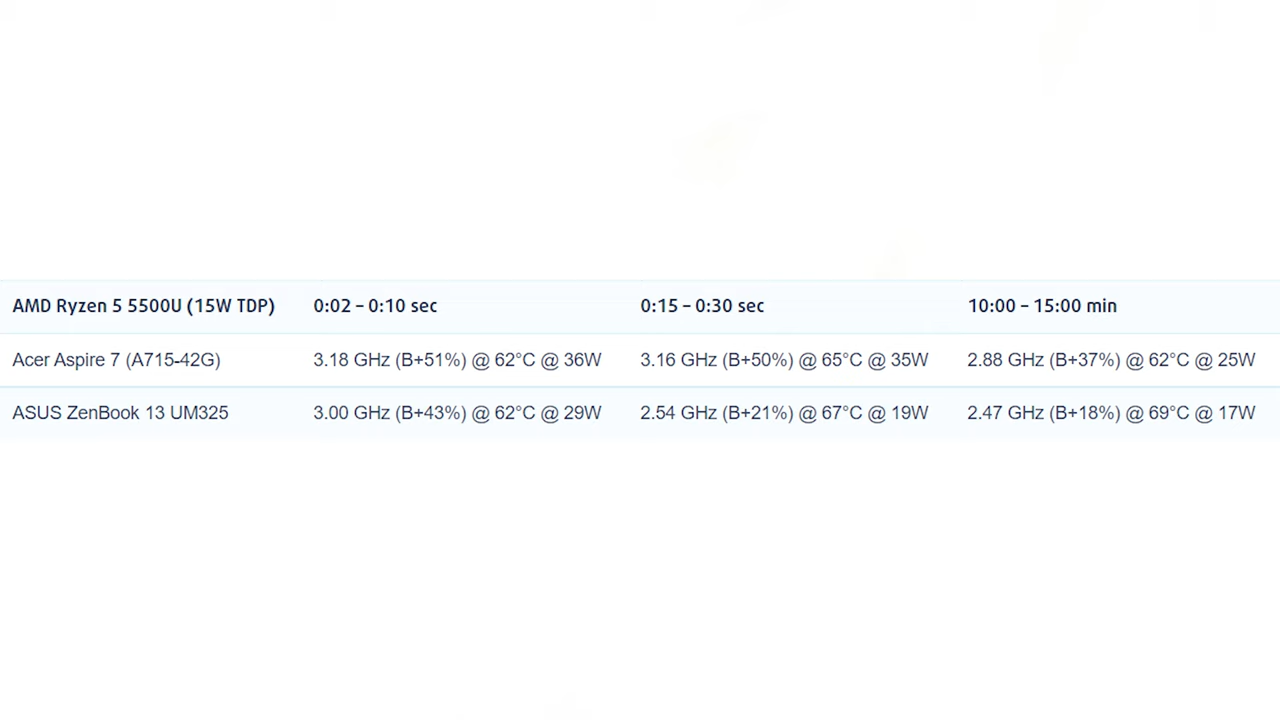 AMD Ryzen 5 5500U (15W TDP) 0:02 – 0:10 sec 0:15 – 0:30 sec 10:00 – 15:00 min
Acer Aspire 7 (A715-42G) 3.18 GHz (B+51%) @ 62°C @ 36W 3.16 GHz (B+50%) @ 65°C @ 35W 2.88 GHz (B+37%) @ 62°C @ 25W
ASUS ZenBook 13 UM325 3.00 GHz (B+43%) @ 62°C @ 29W 2.54 GHz (B+21%) @ 67°C @ 19W 2.47 GHz (B+18%) @ 69°C @ 17W